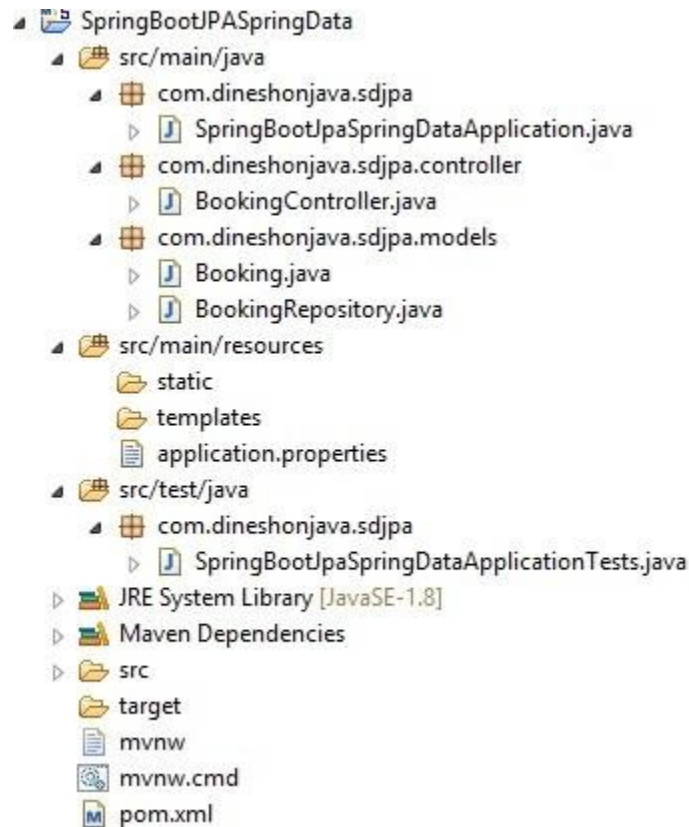 SpringBootJPASpringData
src/main/java
com.dineshonjava.sdjpa
SpringBootJpaSpringDataApplication.java
com.dineshonjava.sdjpa.controller
BookingController.java
com.dineshonjava.sdjpa.models
Booking.java
BookingRepository.java
src/main/resources
static
templates
application.properties
src/test/java
com.dineshonjava.sdjpa
SpringBootJpaSpringDataApplicationTests.java
JRE System Library [JavaSE-1.8]
Maven Dependencies
src
target
mvnw
mvnw.cmd
pom.xml